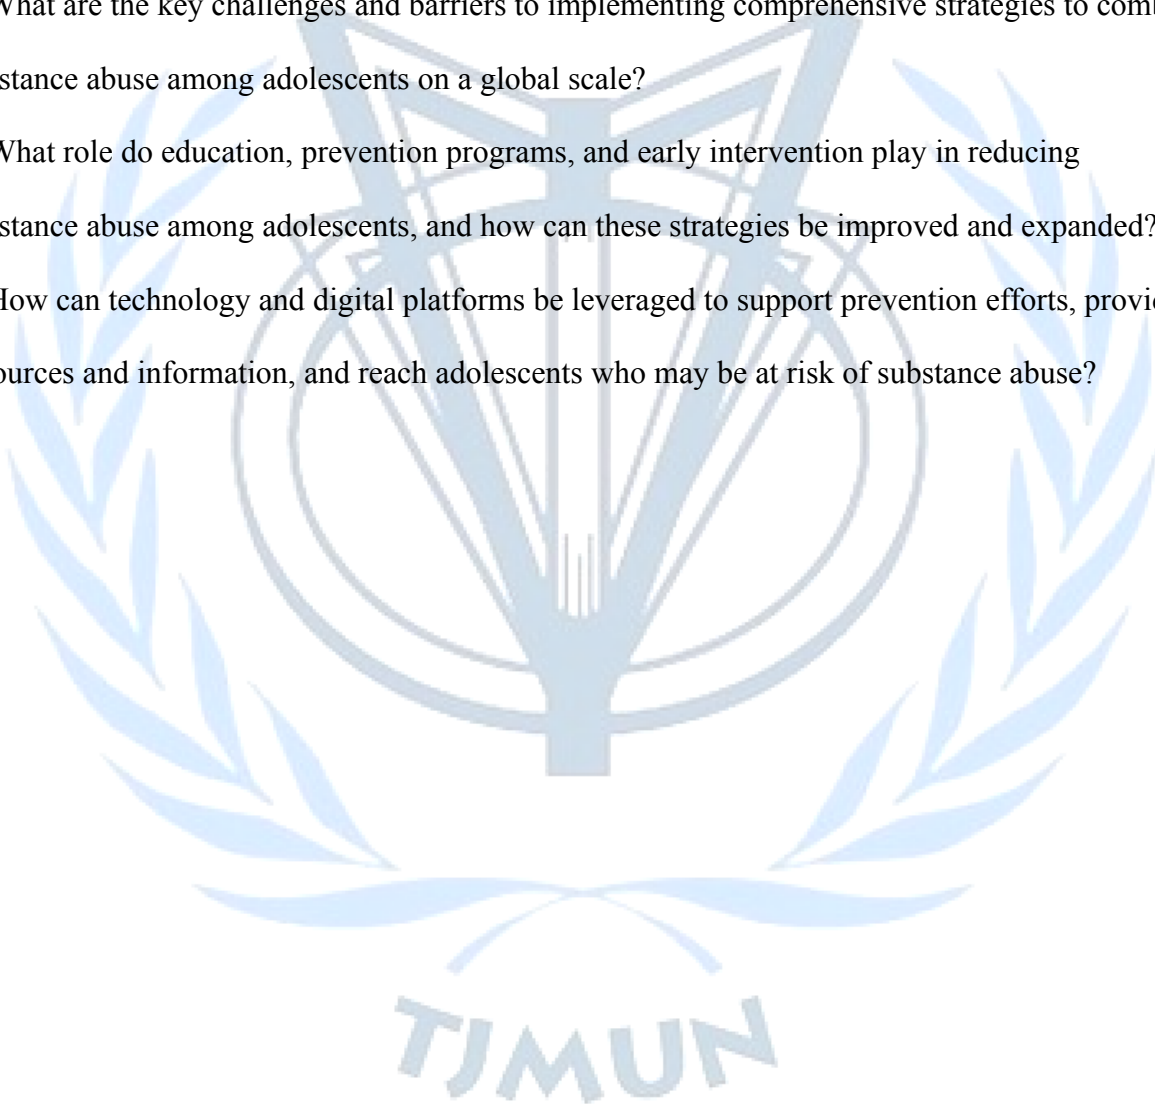 What are the key challenges and barriers to implementing comprehensive strategies to com
stance abuse among adolescents on a global scale?
What role do education, prevention programs, and early intervention play in reducing
stance abuse among adolescents, and how can these strategies be improved and expanded?
How can technology and digital platforms be leveraged to support prevention efforts, provi
ources and information, and reach adolescents who may be at risk of substance abuse?
TJMUN